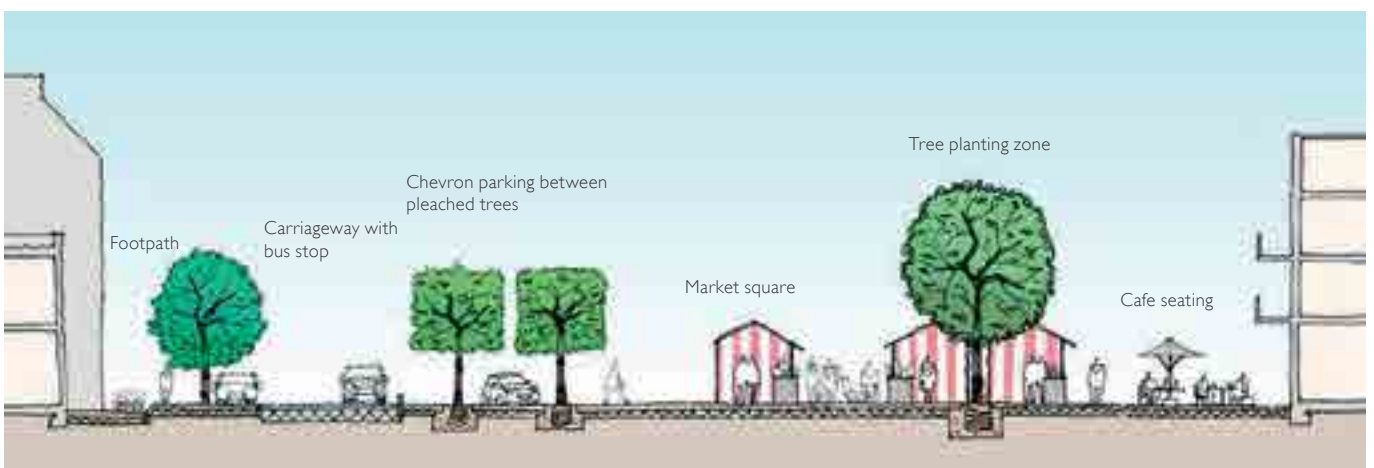 Tree planting zone
Chevron parking between
pleached trees
Carriageway with
bus stop
Footpath
Market square
Cafe seating